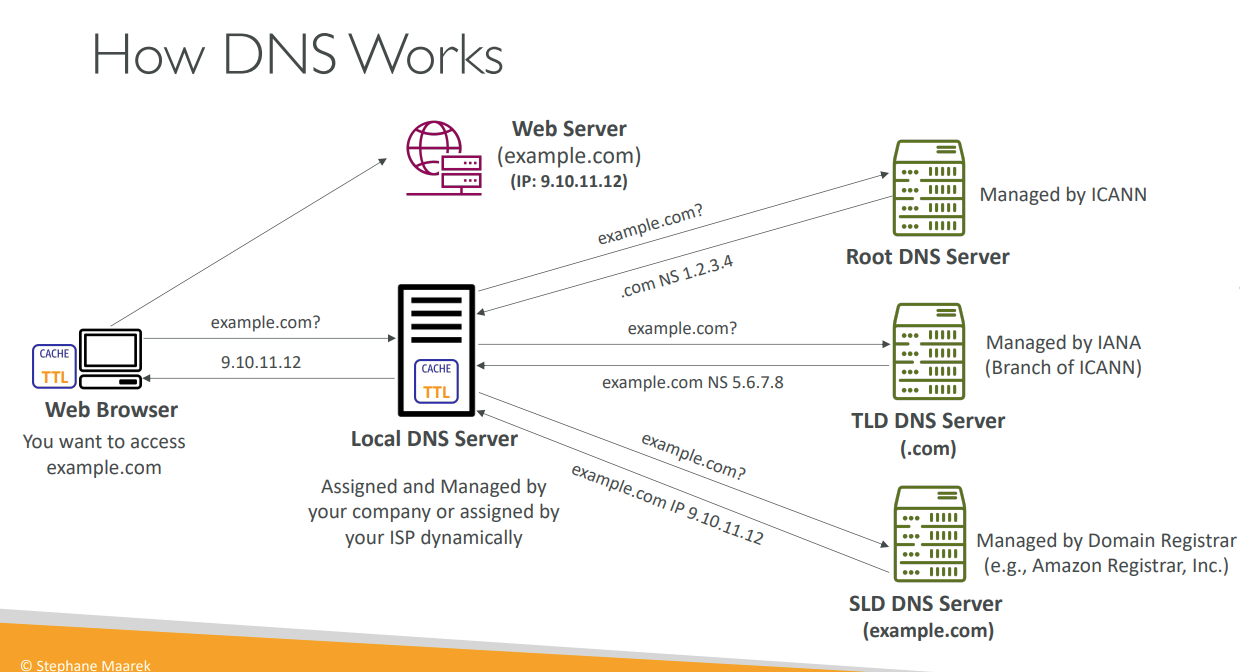 How DNS Works
Web Server
(example.com)
(IP: 9.10.11.12)
example.com?
.com NS 1.2.3.4
Managed by ICANN
Root DNS Server
example.com?
9.10.11.12
CACHE
TTL
Web Browser
You want to access
example.com
CACHE
TTL
Local DNS Server
Assigned and Managed by
your company or assigned by
your ISP dynamically
example.com?
example.com NS 5.6.7.8
Managed by IANA
(Branch of ICANN)
TLD DNS Server
(.com)
example.com?
example.com IP 9.10.11.12
Managed by Domain Registrar
(e.g., Amazon Registrar, Inc.)
SLD DNS Server
(example.com)
© Stephane Maarek